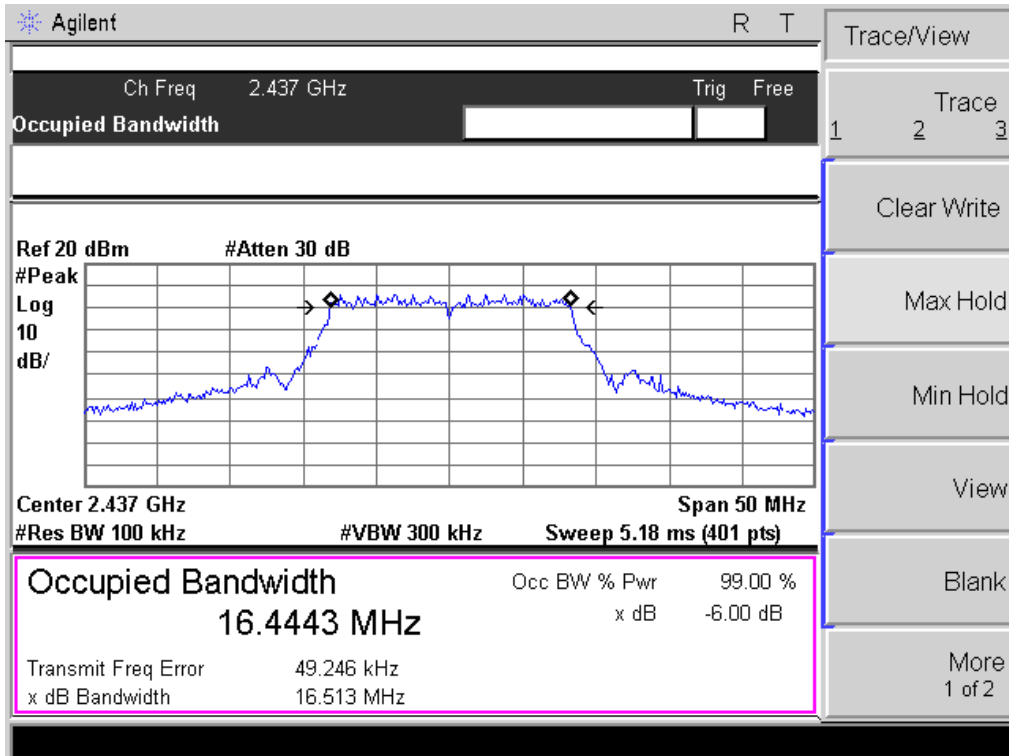 Agilent R T
Ch Freq 2.437 GHz Trig Free
Occupied Bandwidth
Ref 20 dBm #Atten 30 dB
#Peak
Log
10
dB/
Center 2.437 GHz Span 50 MHz
#Res BW 100 kHz #VBW 300 kHz Sweep 5.18 ms (401 pts)
Occupied Bandwidth Occ BW % Pwr 99.00 %
16.4443 MHz x dB -6.00 dB
Transmit Freq Error 49.246 kHz
x dB Bandwidth 16.513 MHz
Trace/View
Trace
1 2 3
Clear Write
Max Hold
Min Hold
View
Blank
More
1 of 2